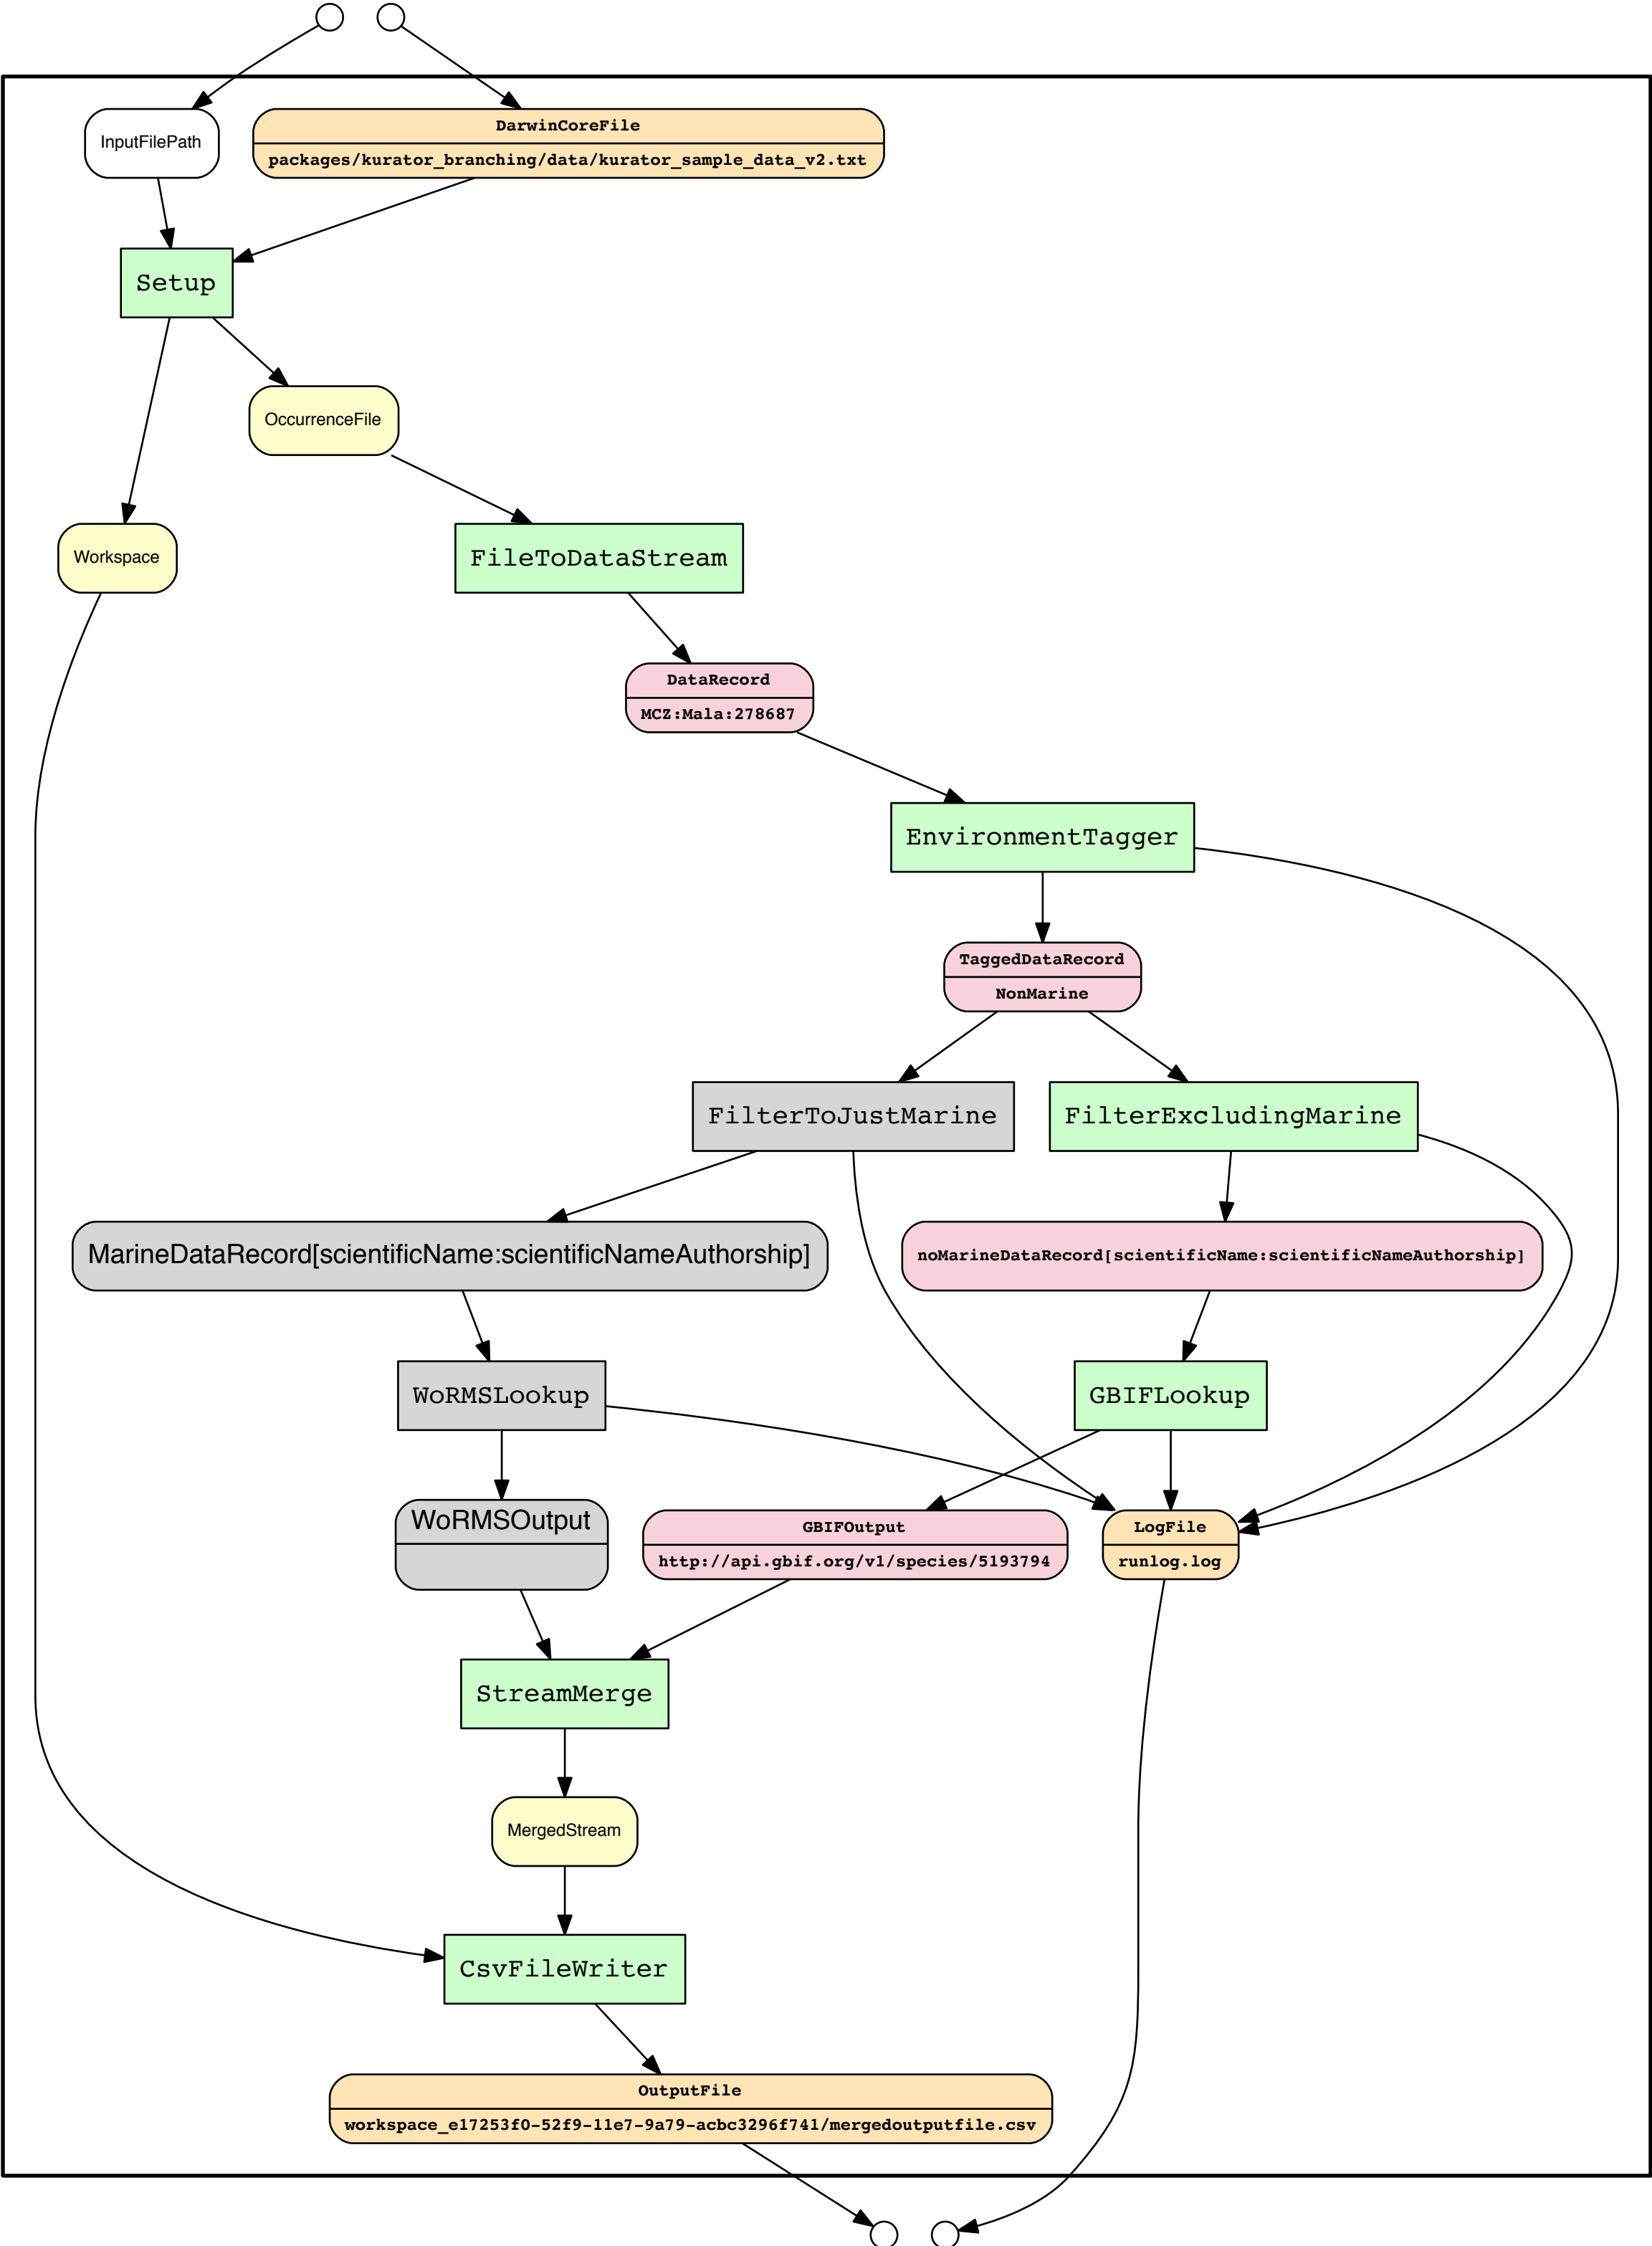 InputFilePath
DarwinCoreFile
packages/kurator_branching/data/kurator_sample_data_v2.txt
Setup
OccurrenceFile
Workspace
FileToDataStream
DataRecord
MCZ:Mala:278687
EnvironmentTagger
TaggedDataRecord
NonMarine
FilterToJustMarine
FilterExcludingMarine
MarineDataRecord[scientificName:scientificNameAuthorship]
noMarineDataRecord[scientificName:scientificNameAuthorship]
WoRMSLookup
GBIFLookup
WoRMSOutput
GBIFOutput
http://api.gbif.org/v1/species/5193794
LogFile
runlog.log
StreamMerge
MergedStream
CsvFileWriter
OutputFile
workspace_e17253f0-52f9-11e7-9a79-acbc3296f741/mergedoutputfile.csv